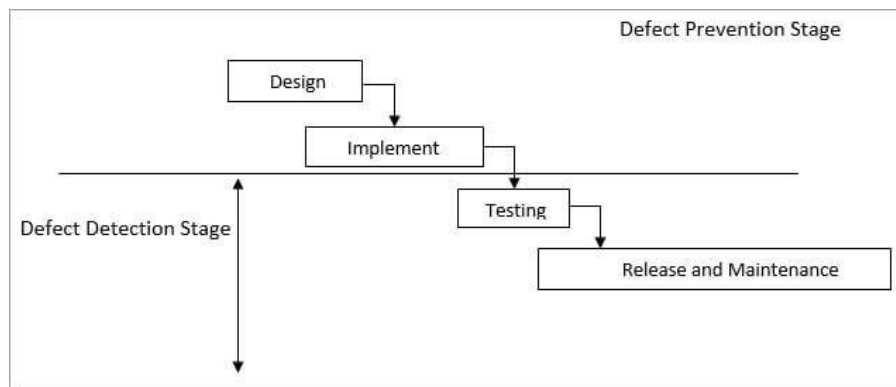 Defect Prevention Stage
Design
Implement
Testing
Defect Detection Stage
Release and Maintenance